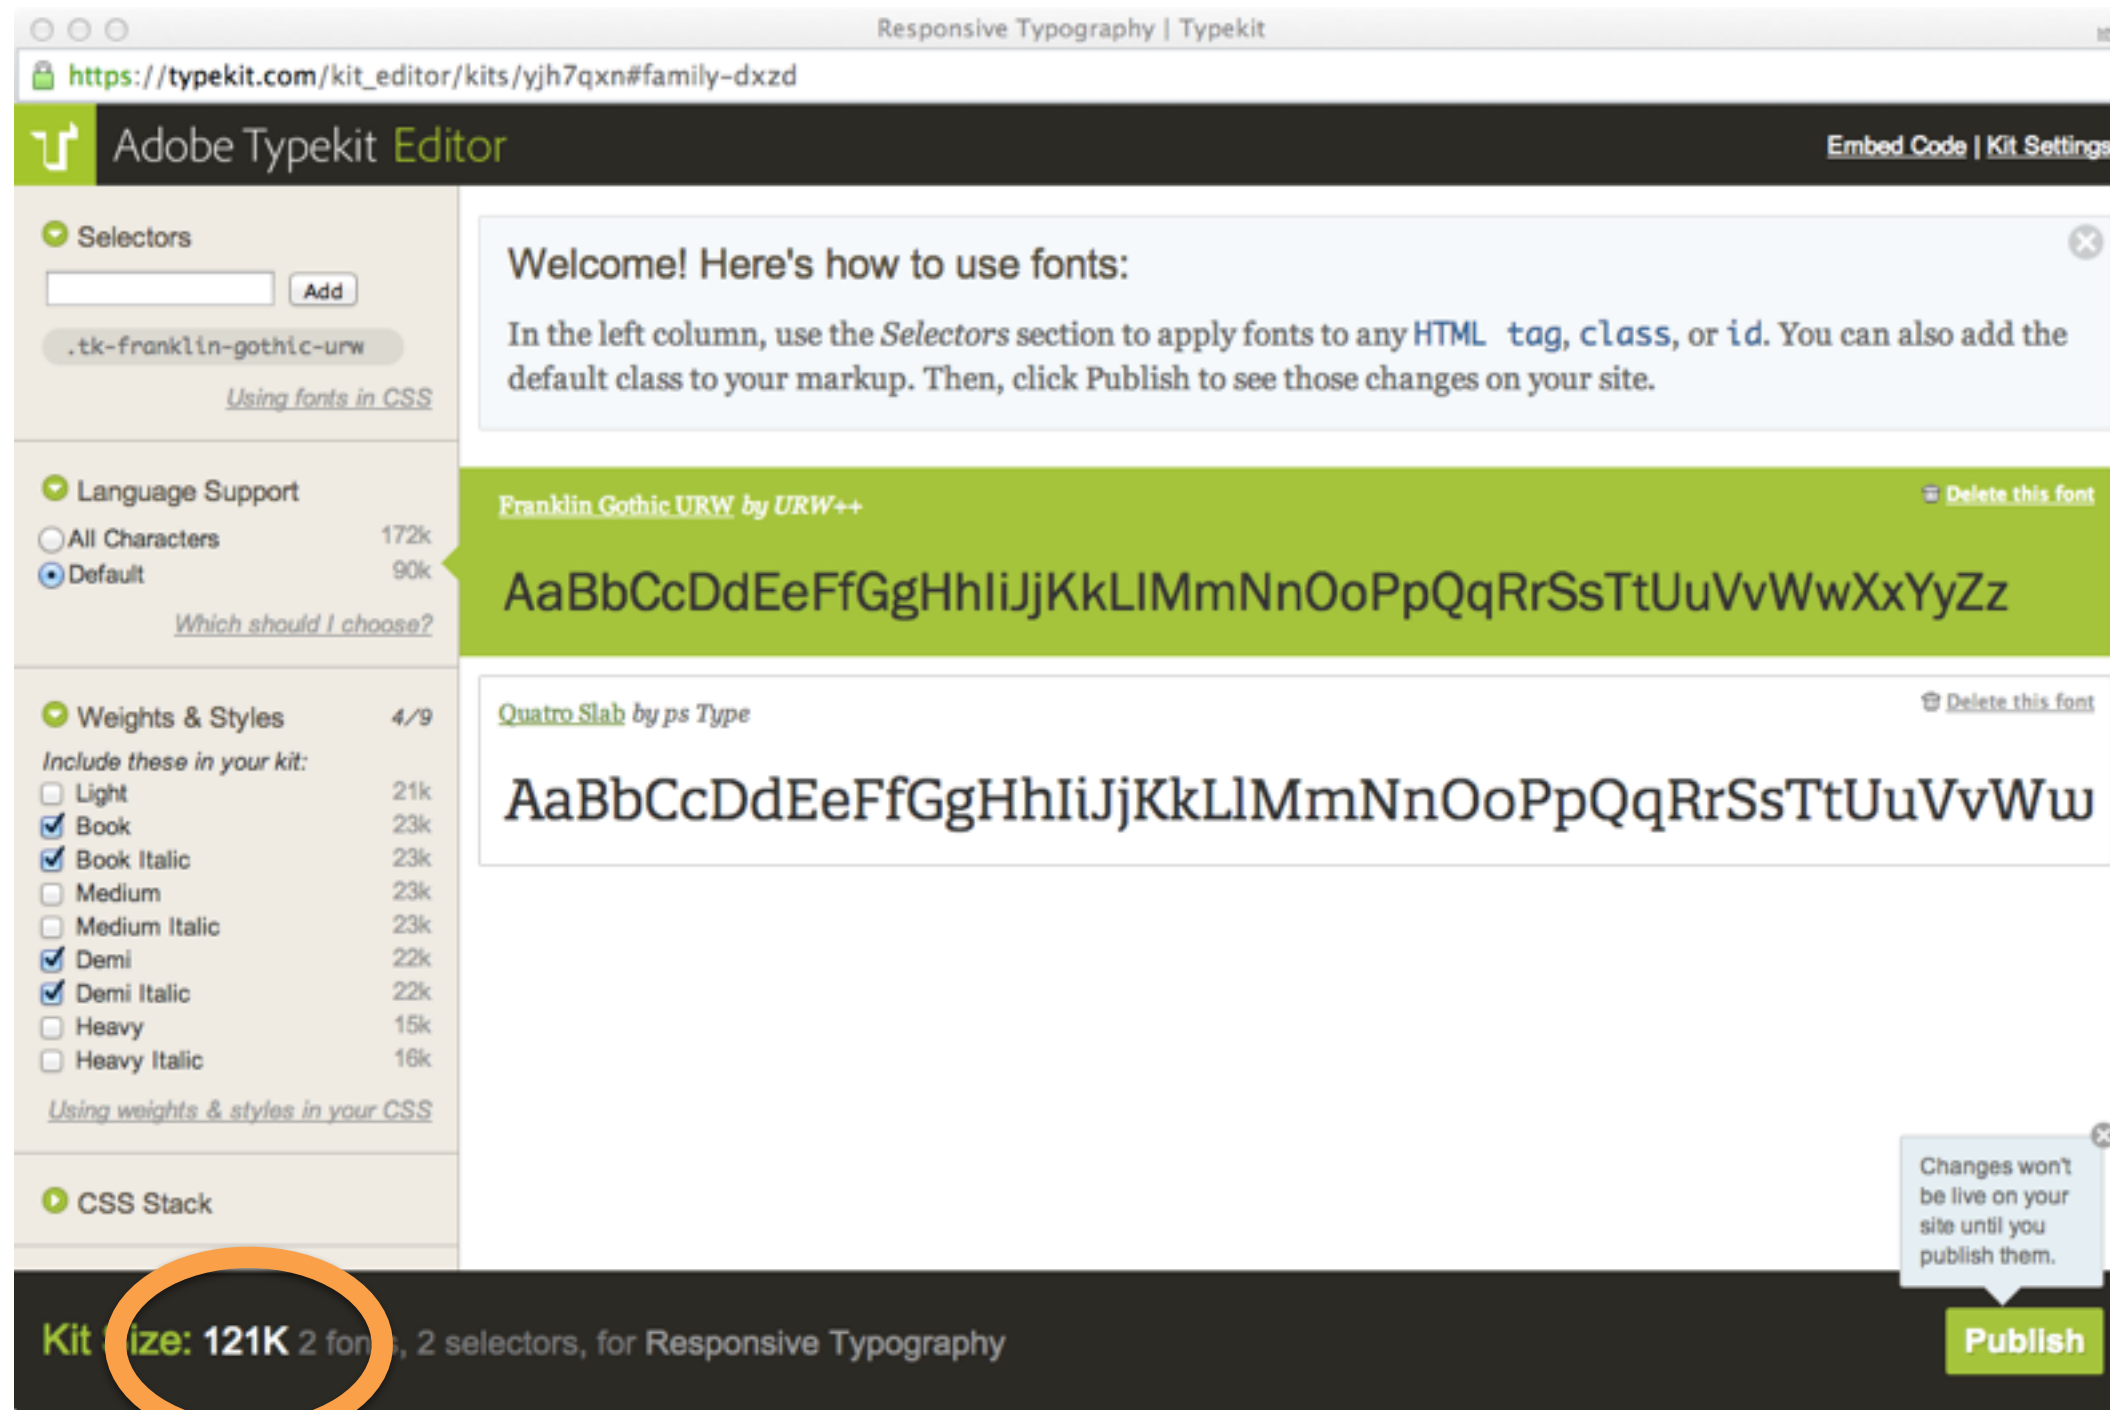 Responsive Typography | Typekit
https://typekit.com/kit_editor/kits/yjh7qxn#family-dxzd
Adobe Typekit Editor
Embed Code | Kit Settings
Selectors
Add
.tk-franklin-gothic-urw
Using fonts in CSS
Language Support
All Characters 172k
Default 90k
Which should I choose?
Weights & Styles 4/9
Include these in your kit:
Light 21k
Book 23k
Book Italic 23k
Medium 23k
Medium Italic 23k
Demi 22k
Demi Italic 22k
Heavy 15k
Heavy Italic 16k
Using weights & styles in your CSS
CSS Stack
Welcome! Here's how to use fonts:
In the left column, use the Selectors section to apply fonts to any HTML tag, class, or id. You can also add the
default class to your markup. Then, click Publish to see those changes on your site.
Franklin Gothic URW by URW++
Delete this font
AaBbCcDdEeFfGgHhIiJjKkLlMmNnOoPpQqRrSsTtUuVvWwXxYyZz
Quatro Slab by ps Type
Delete this font
AaBbCcDdEeFfGgHhIiJjKkLlMmNnOoPpQqRrSsTtUuVvWw
Changes won't
be live on your
site until you
publish them.
Kit Size: 121K 2 fonts, 2 selectors, for Responsive Typography
Publish